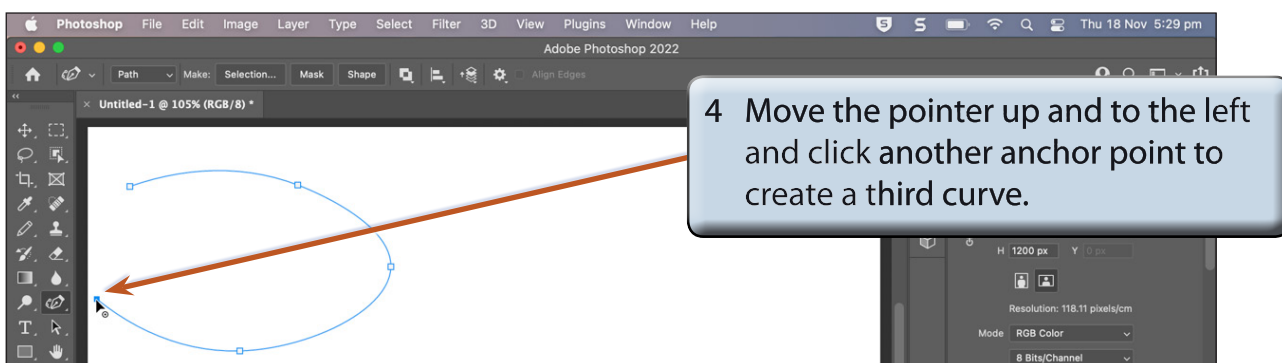 Photoshop File Edit Image Layer Type Select Filter 3D View Plugins Window Help Thu 18 Nov 5:29 pm
Adobe Photoshop 2022
Path Make: Selection... Mask Shape Align Edges
× Untitled-1 @ 105% (RGB/8) *
4 Move the pointer up and to the left
and click another anchor point to
create a third curve.
H 1200 px Y 0 px
Resolution: 118.11 pixels/cm
Mode RGB Color
8 Bits/Channel